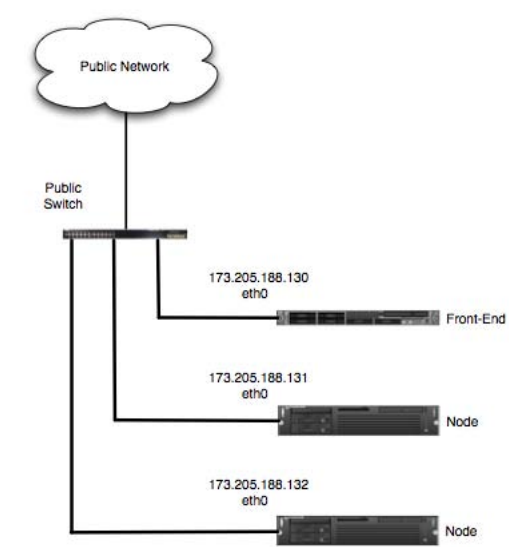 Public Network
Public
Switch
173.205.188.130
eth0
Front-End
173.205.188.131
eth0
Node
173.205.188.132
eth0
Node